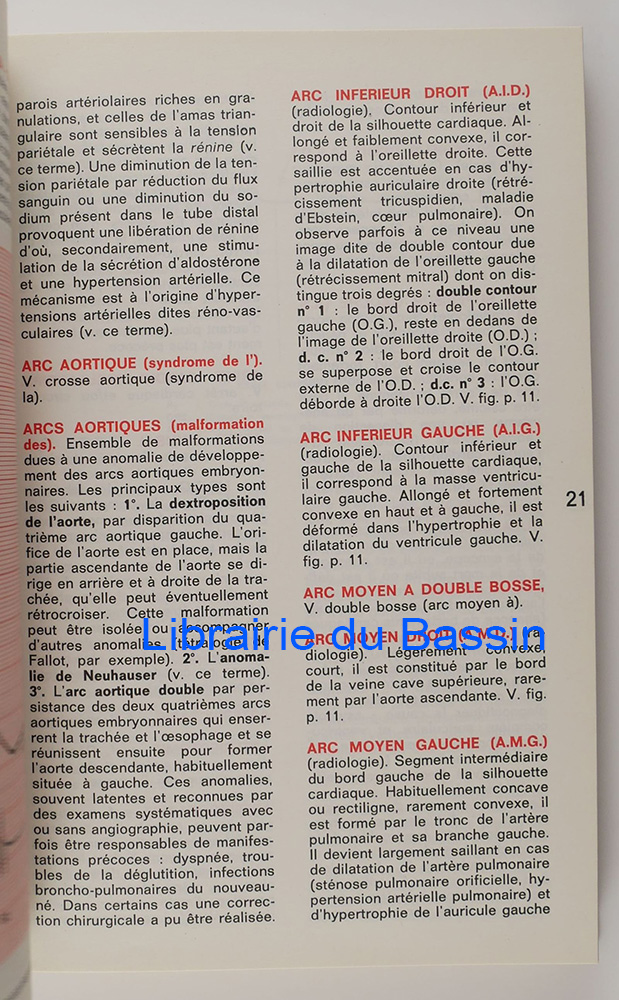 parois artériolaires riches en gra-
nulations, et celles de l'amas trian-
gulaire sont sensibles à la tension
pariétale et sécrètent la rénine (v.
ce terme). Une diminution de la ten-
sion pariétale par réduction du flux
sanguin ou une diminution du so-
dium présent dans le tube distal
provoquent une libération de rénine
d'où, secondairement, une stimu-
lation de la sécrétion d'aldostérone
et une hypertension artérielle. Ce
mécanisme est à l'origine d'hyper-
tensions artérielles dites réno-vas-
culaires (v. ce terme).
ARC AORTIQUE (syndrome de l').
V. crosse aortique (syndrome de
la).
ARCS AORTIQUES (malformation
des). Ensemble de malformations
dues à une anomalie de développe-
ment des arcs aortiques embryon-
naires. Les principaux types sont
les suivants : 1°. La dextroposition
de l'aorte, par disparition du qua-
trième arc aortique gauche. L'ori-
fice de l'aorte est en place, mais la
partie ascendante de l'aorte se di-
rige en arrière et à droite de la tra-
chée, qu'elle peut éventuellement
rétrocroiser. Cette malformation
peut être isolée ou accompagner
d'autres anomalies (tétralogie de
Fallot, par exemple). 2°. L'anoma-
lie de Neuhauser (v. ce terme).
3°. L'arc aortique double par per-
sistance des deux quatrièmes arcs
aortiques embryonnaires qui enser-
rent la trachée et l'œsophage et se
réunissent ensuite pour former
l'aorte descendante, habituellement
située à gauche. Ces anomalies,
souvent latentes et reconnues par
des examens systématiques avec
ou sans angiographie, peuvent par-
fois être responsables de manifes-
tations précoces : dyspnée, trou-
bles de la déglutition, infections
broncho-pulmonaires du nouveau-
né. Dans certains cas une correc-
tion chirurgicale a pu être réalisée.
ARC INFERIEUR DROIT (A.I.D.)
(radiologie), Contour inférieur et
droit de la silhouette cardiaque. Al-
longé et faiblement convexe, il cor-
respond à l'oreillette droite. Cette
saillie est accentuée en cas d'hy-
pertrophie auriculaire droite (rétré-
cissement tricuspidien, maladie
d'Ebstein, cœur pulmonaire). On
observe parfois à ce niveau une
image dite de double contour due
à la dilatation de l'oreillette gauche
(rétrécissement mitral) dont on dis-
tingue trois degrés : double contour
n° 1 : le bord droit de l'oreillette
gauche (O.G.), reste en dedans de
l'image de l'oreillette droite (O.D.) ;
d. c. n° 2 : le bord droit de l'O.G.
se superpose et croise le contour
externe de l'O.D. ; d.c. n° 3 : l'O.G.
déborde à droite l'O.D. V. fig. p. 11.
ARC INFERIEUR GAUCHE (A.I.G.)
(radiologie). Contour inférieur et
gauche de la silhouette cardiaque,
il correspond à la masse ventricu-
laire gauche. Allongé et fortement
convexe en haut et à gauche, il est
déformé dans l'hypertrophie et la
dilatation du ventricule gauche. V.
fig. p. 11.
ARC MOYEN A DOUBLE BOSSE,
V. double bosse (arc moyen à).
ARC MOYEN DROIT (A.M.D.) (ra-
diologie). Légèrement convexe,
court, il est constitué par le bord
de la veine cave supérieure, rare-
ment par l'aorte ascendante. V. fig.
p. 11.
ARC MOYEN GAUCHE (A.M.G.)
(radiologie). Segment intermédiaire
du bord gauche de la silhouette
cardiaque. Habituellement concave
ou rectiligne, rarement convexe, il
est formé par le tronc de l'artère
pulmonaire et sa branche gauche.
Il devient largement saillant en cas
de dilatation de l'artère pulmonaire
(sténose pulmonaire orificielle, hy-
pertension artérielle pulmonaire) et
d'hypertrophie de l'auricule gauche
21
Librairie du Bassin